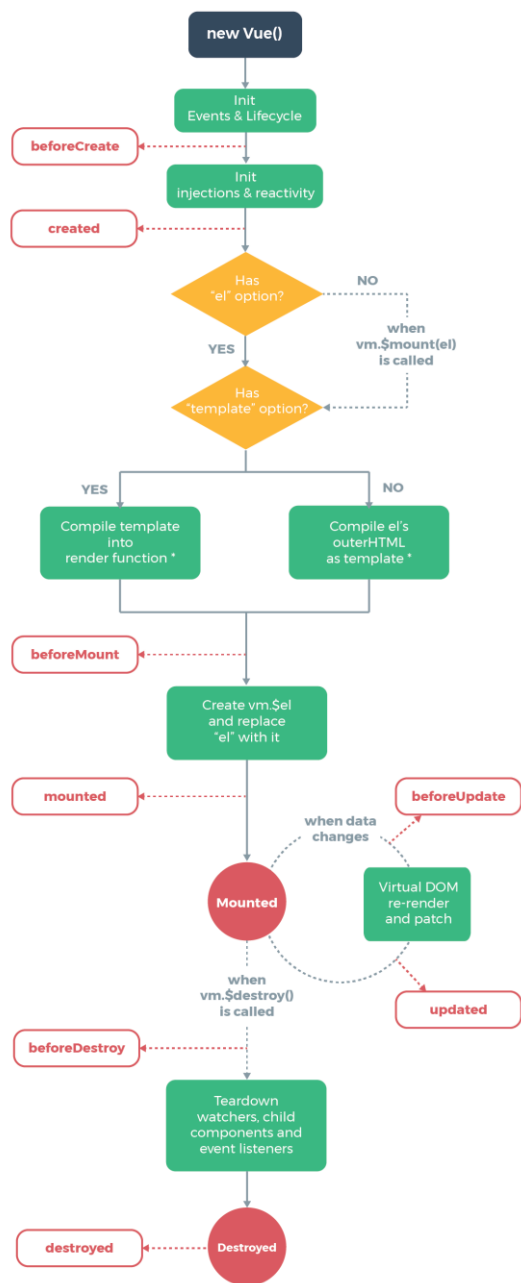 new Vue()
Init
Events & Lifecycle
beforeCreate
Init
injections & reactivity
created
Has
"el" option?
NO
when
vm.$mount(el)
is called
YES
Has
"template" option?
YES
NO
Compile template
into
render function *
Compile el's
outerHTML
as template *
beforeMount
Create vm.$el
and replace
"el" with it
mounted
beforeUpdate
when data
changes
Mounted
Virtual DOM
re-render
and patch
when
vm.$destroy()
is called
updated
beforeDestroy
Teardown
watchers, child
components and
event listeners
destroyed
Destroyed